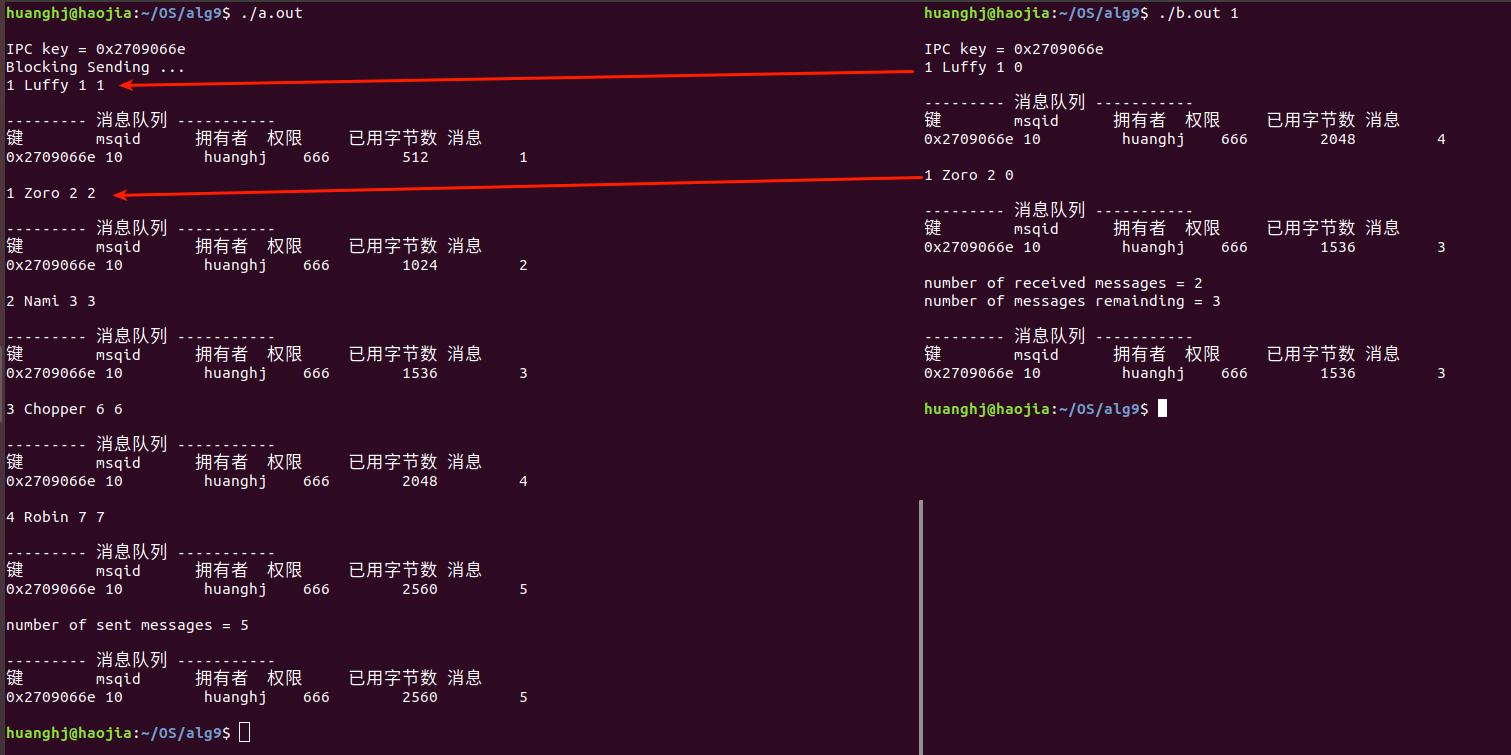 huanghj@haojia:~/OS/alg9$ ./a.out
IPC key = 0x2709066e
Blocking Sending ...
1 Luffy 1 1
--------- 消息队列 -----------
键 msqid 拥有者 权限 已用字节数 消息
0x2709066e 10 huanghj 666 512 1
1 Zoro 2 2
--------- 消息队列 -----------
键 msqid 拥有者 权限 已用字节数 消息
0x2709066e 10 huanghj 666 1024 2
2 Nami 3 3
--------- 消息队列 -----------
键 msqid 拥有者 权限 已用字节数 消息
0x2709066e 10 huanghj 666 1536 3
3 Chopper 6 6
--------- 消息队列 -----------
键 msqid 拥有者 权限 已用字节数 消息
0x2709066e 10 huanghj 666 2048 4
4 Robin 7 7
--------- 消息队列 -----------
键 msqid 拥有者 权限 已用字节数 消息
0x2709066e 10 huanghj 666 2560 5
number of sent messages = 5
--------- 消息队列 -----------
键 msqid 拥有者 权限 已用字节数 消息
0x2709066e 10 huanghj 666 2560 5
huanghj@haojia:~/OS/alg9$
huanghj@haojia:~/OS/alg9$ ./b.out 1
IPC key = 0x2709066e
1 Luffy 1 0
--------- 消息队列 -----------
键 msqid 拥有者 权限 已用字节数 消息
0x2709066e 10 huanghj 666 2048 4
1 Zoro 2 0
--------- 消息队列 -----------
键 msqid 拥有者 权限 已用字节数 消息
0x2709066e 10 huanghj 666 1536 3
number of received messages = 2
number of messages remainding = 3
--------- 消息队列 -----------
键 msqid 拥有者 权限 已用字节数 消息
0x2709066e 10 huanghj 666 1536 3
huanghj@haojia:~/OS/alg9$